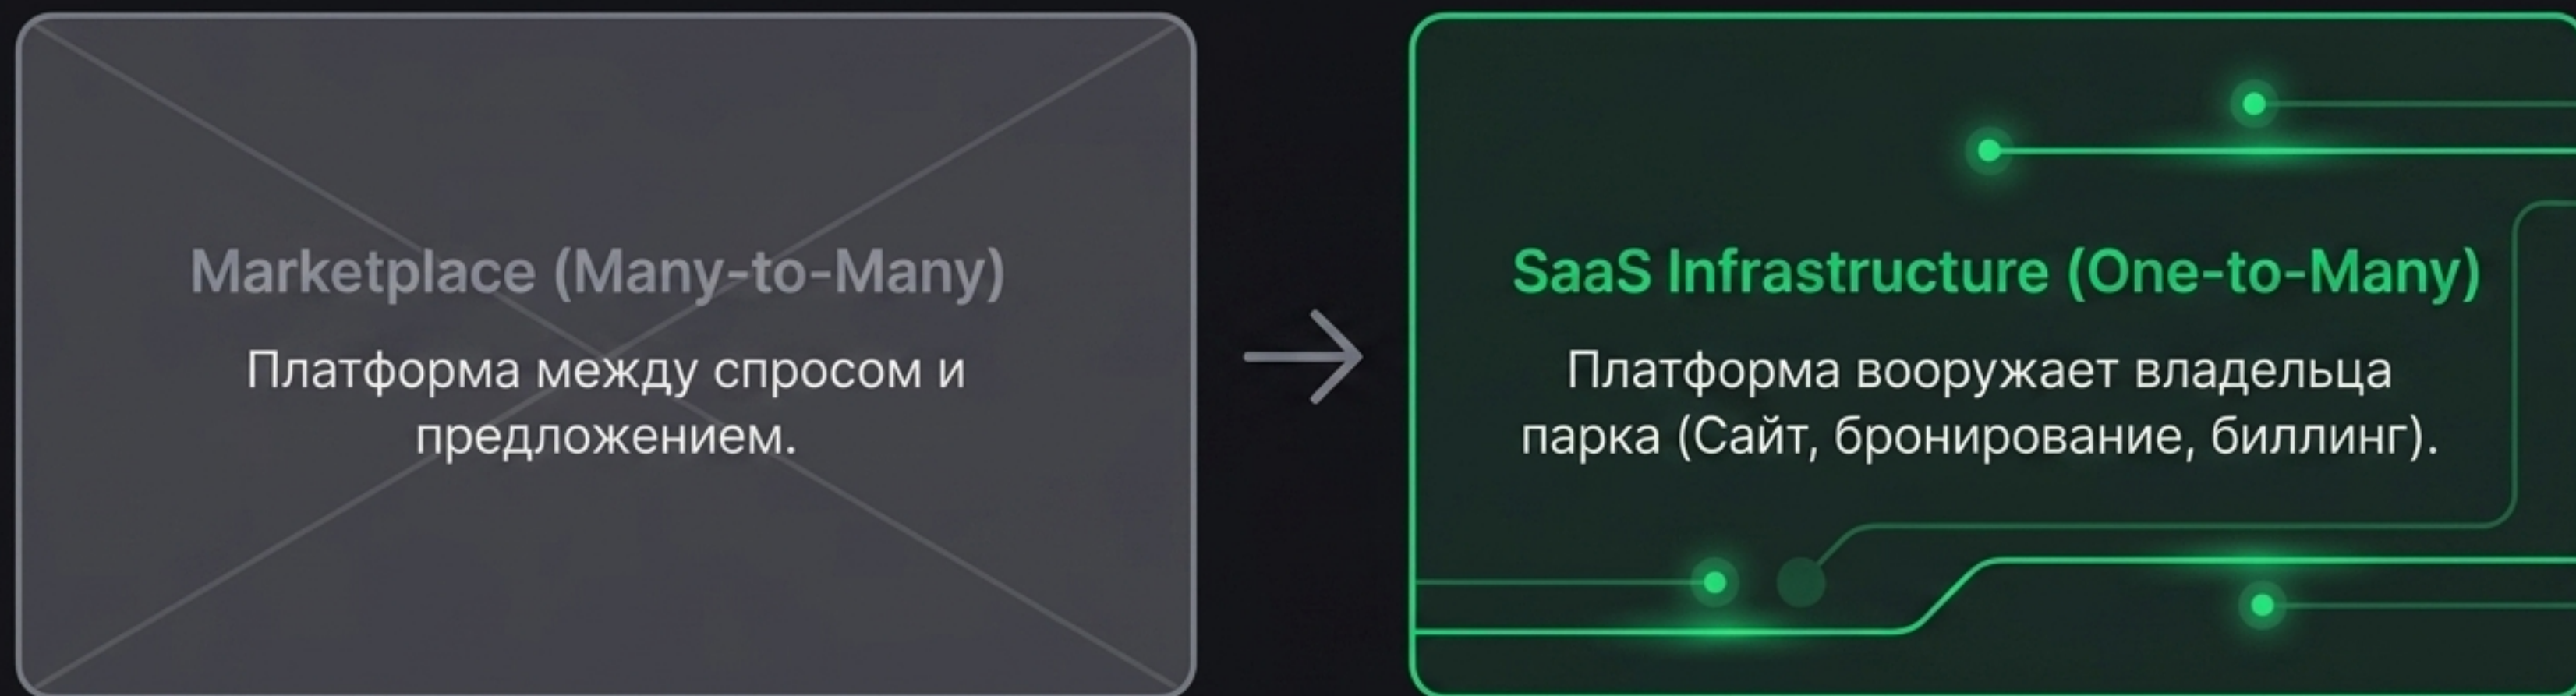 Marketplace (Many-to-Many)
Платформа между спросом и
предложением.
SaaS Infrastructure (One-to-Many)
Платформа вооружает владельца
парка (Сайт, бронирование, биллинг).